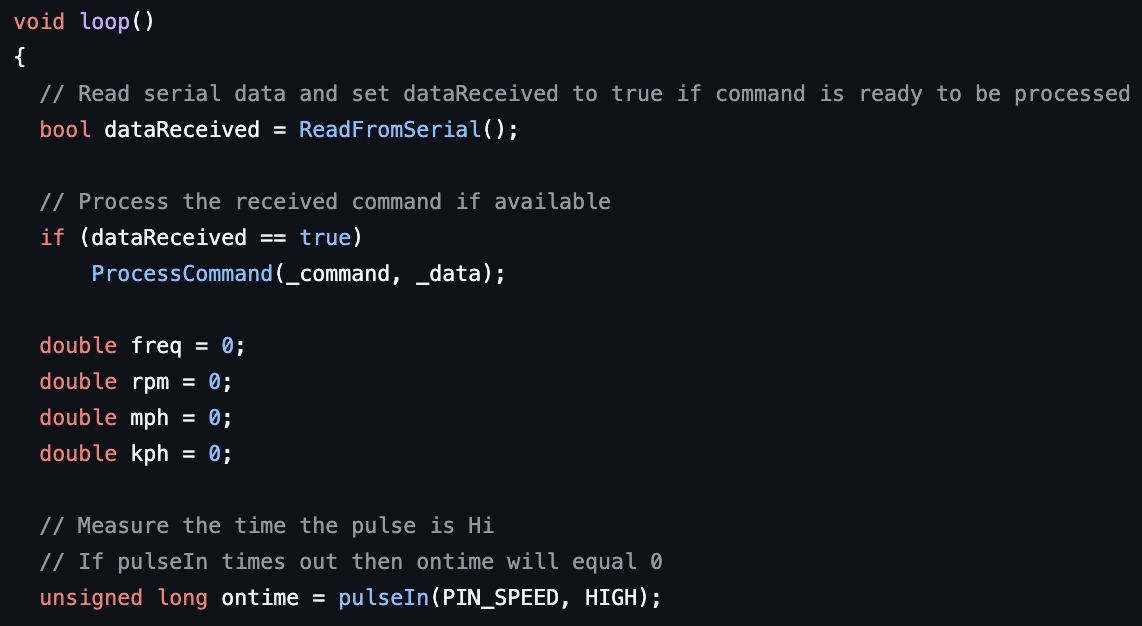 void loop()
{
  // Read serial data and set dataReceived to true if command is ready to be processed
  bool dataReceived = ReadFromSerial();

  // Process the received command if available
  if (dataReceived == true)
      ProcessCommand(_command, _data);

  double freq = 0;
  double rpm = 0;
  double mph = 0;
  double kph = 0;

  // Measure the time the pulse is Hi
  // If pulseIn times out then ontime will equal 0
  unsigned long ontime = pulseIn(PIN_SPEED, HIGH);